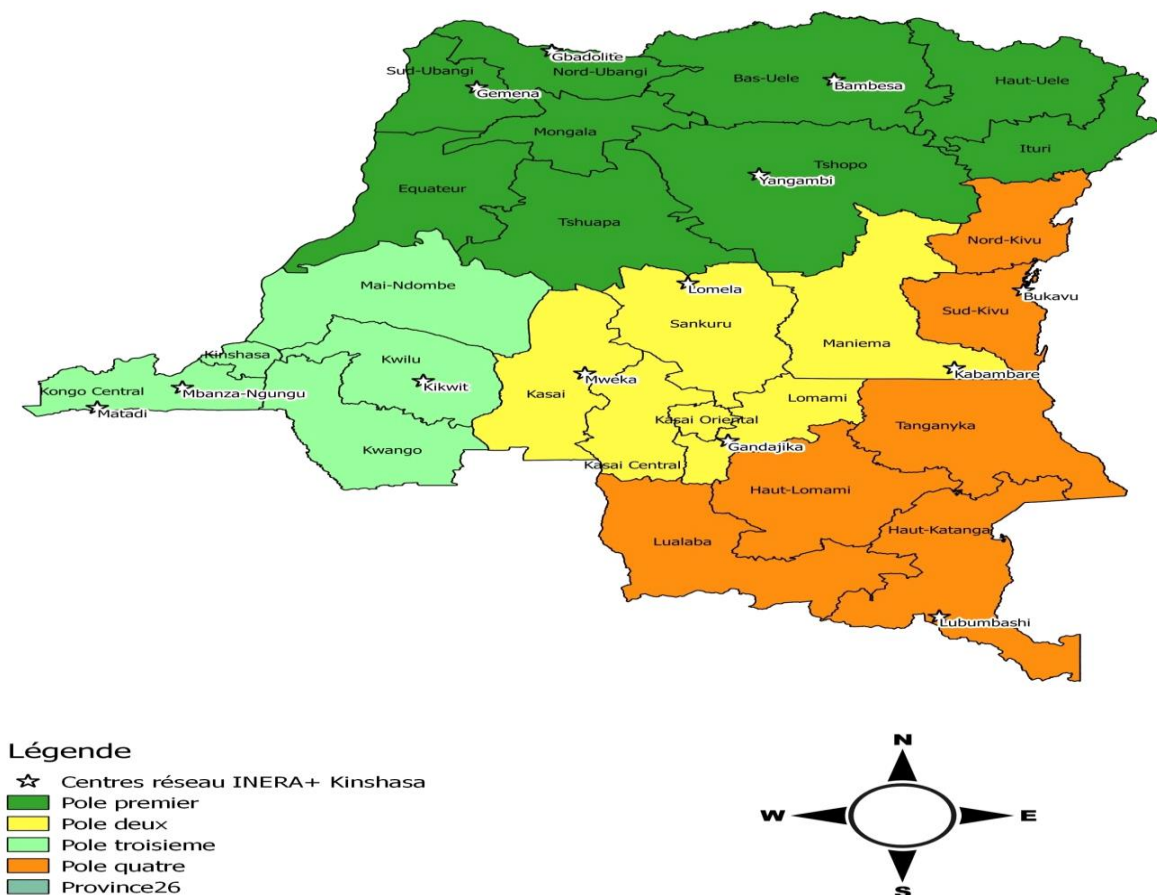 Gbadolite
Sud-Ubangi
Nord-Ubangi
Bas-Uele
Bambesa
Haut-Uele
Gemena
Mongala
Ituri
Tshopo
Yangambi
Equateur
Tshuapa
Nord-Kivu
Mai-Ndombe
Lomela
Bukavu
Sankuru
Sud-Kivu
Maniema
Kinshasa
Kwilu
Kabambare
Kasai
Mweka
Kongo Central
Mbanza-Ngungu
Kikwit
Lomami
Matadi
Kasai Oriental
Tanganyka
Gandajika
Kwango
Kasai Central
Haut-Lomami
Haut-Katanga
Lualaba
Lubumbashi
Légende
Centres réseau INERA+ Kinshasa
Pole premier
Pole deux
Pole troisieme
Pole quatre
Province26
N
W
E
S